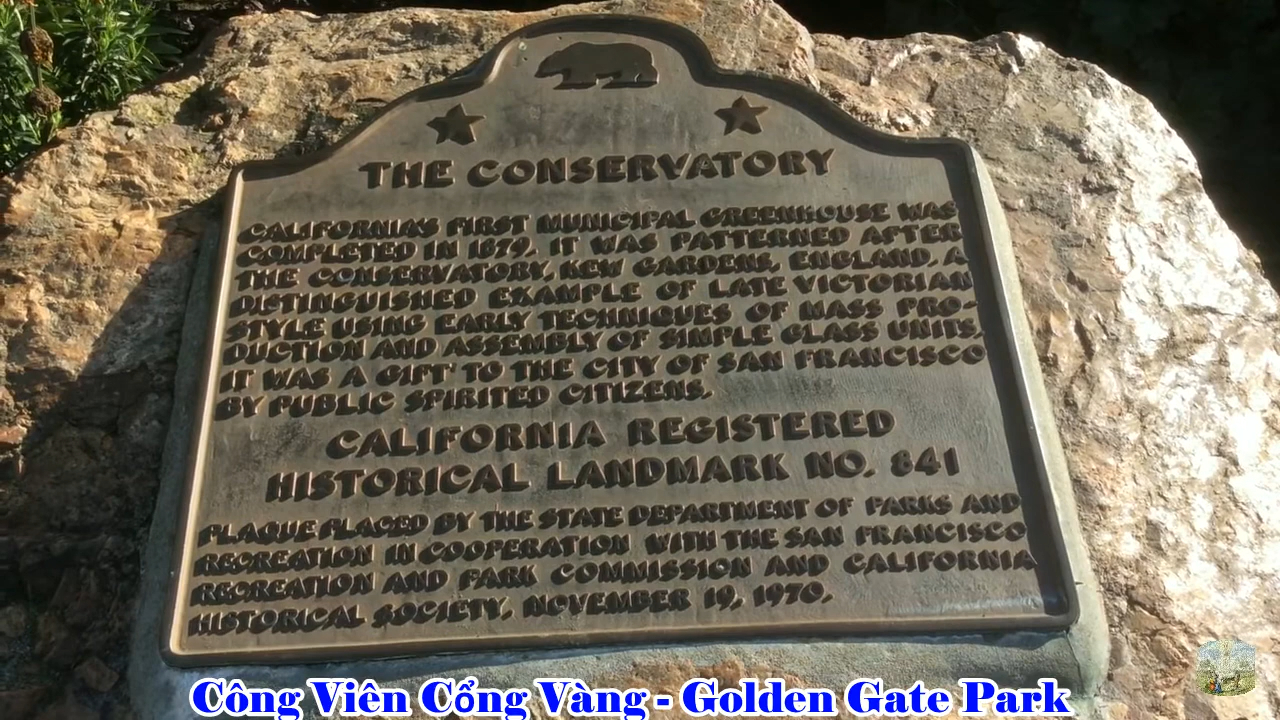 THE CONSERVATORY
CALIFORNIA'S FIRST MUNICIPAL GREENHOUSE WAS
COMPLETED IN 1879. IT WAS PATTERNED AFTER
THE CONSERVATORY, KEW GARDENS, ENGLAND, A
DISTINGUISHED EXAMPLE OF LATE VICTORIAN
STYLE USING EARLY TECHNIQUES OF MASS PRO-
DUCTION AND ASSEMBLY OF SIMPLE GLASS UNITS.
IT WAS A GIFT TO THE CITY OF SAN FRANCISCO
BY PUBLIC SPIRITED CITIZENS.
CALIFORNIA REGISTERED
HISTORICAL LANDMARK NO. 841
PLAQUE PLACED BY THE STATE DEPARTMENT OF PARKS AND
RECREATION IN COOPERATION WITH THE SAN FRANCISCO
RECREATION AND PARK COMMISSION AND CALIFORNIA
HISTORICAL SOCIETY, NOVEMBER 19, 1970.
Công Viên Cổng Vàng - Golden Gate Park